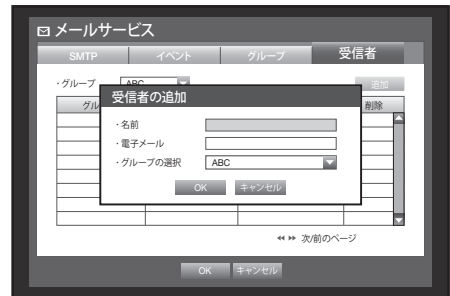 メールサービス
SMTP イベント グループ 受信者
・グループ ABC 追加
グル 削除
受信者の追加
・名前
・電子メール
・グループの選択 ABC
OK キャンセル
次/前のページ
OK キャンセル